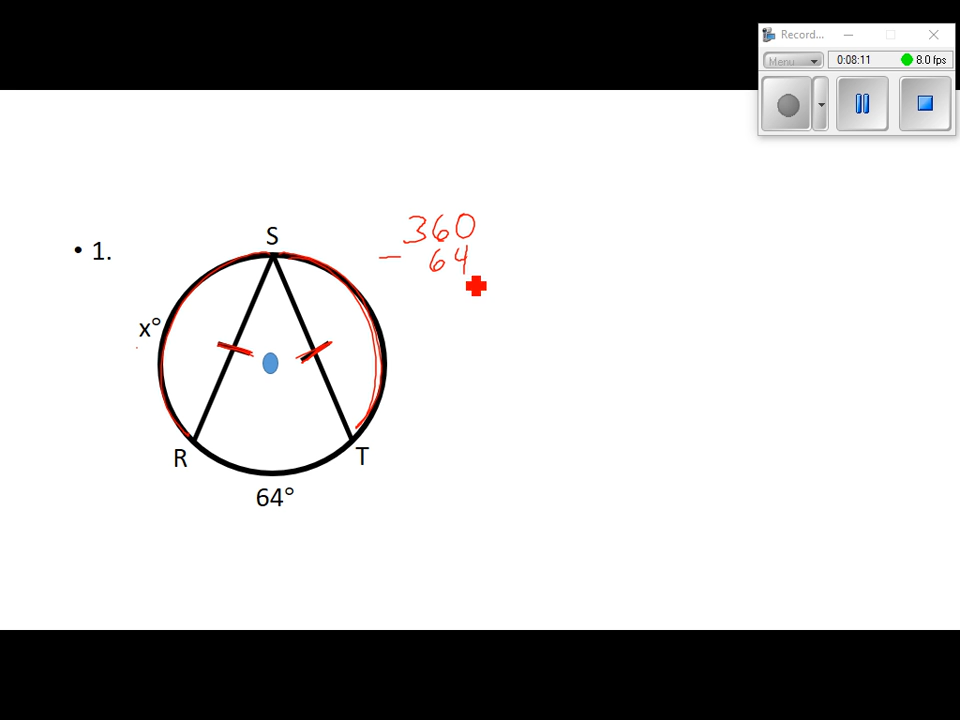 Record...
Menu
0:08:11
8.0 fps
360
- 64
• 1.
S
x°
R
T
64°